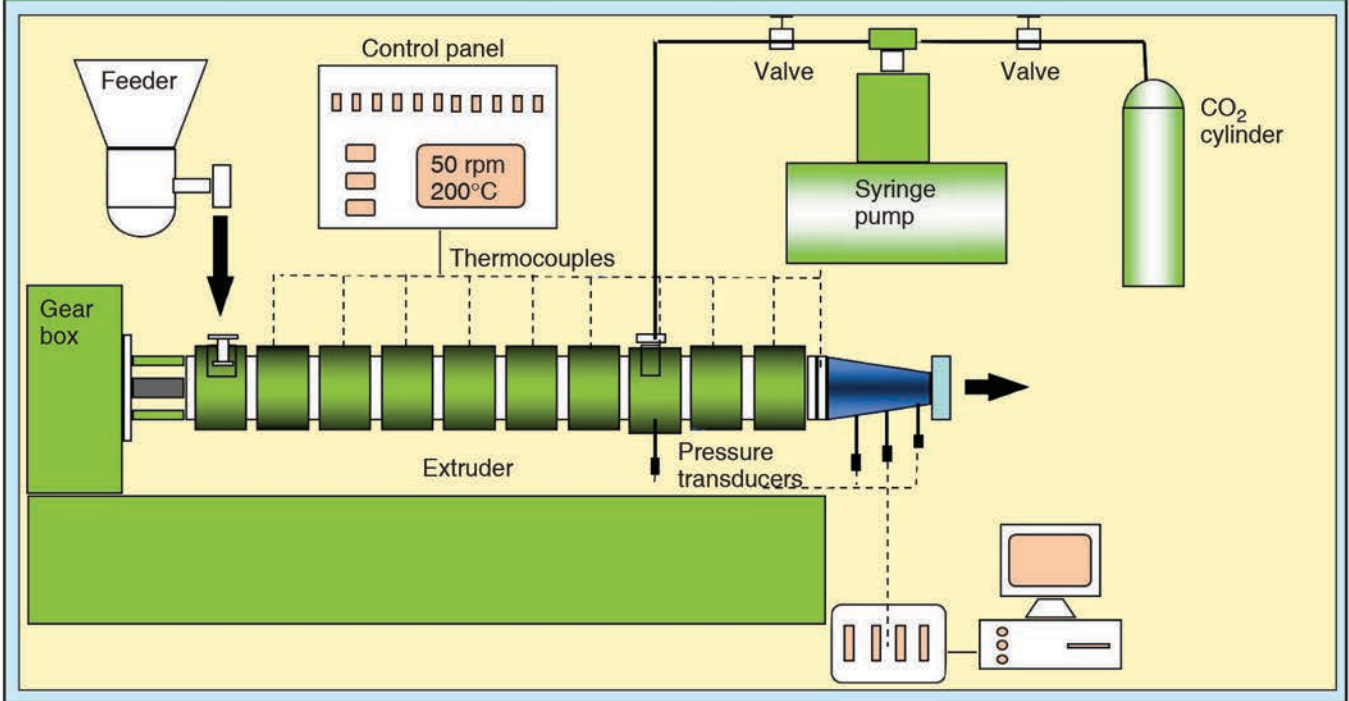 Control panel
Feeder
50 rpm
200°C
Valve
Valve
CO₂
cylinder
Syringe
pump
Thermocouples
Gear
box
Extruder
Pressure
transducers